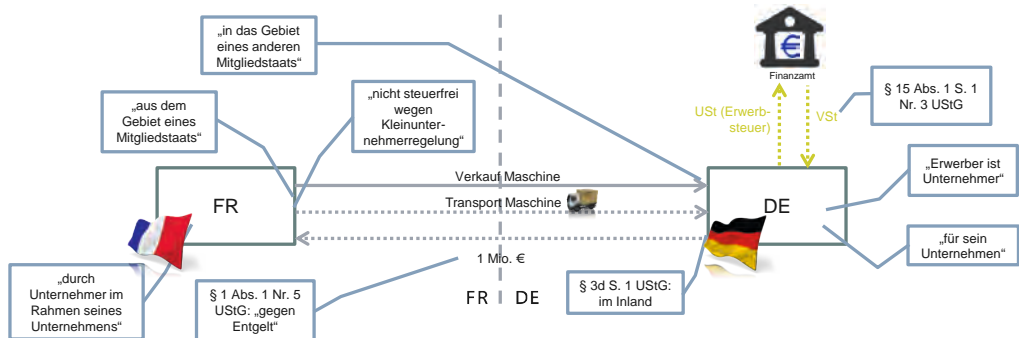 „in das Gebiet
eines anderen
Mitgliedstaats“
€
Finanzamt
§ 15 Abs. 1 S. 1
Nr. 3 UStG
„aus dem
Gebiet eines
Mitgliedstaats“
„nicht steuerfrei
wegen
Kleinunter-
nehmerregelung“
USt (Erwerb-
steuer)
VSt
„Erwerber ist
Unternehmer“
FR
Verkauf Maschine
Transport Maschine
DE
„für sein
Unternehmen“
1 Mio. €
„durch
Unternehmer im
Rahmen seines
Unternehmens“
§ 1 Abs. 1 Nr. 5
UStG: „gegen
Entgelt“
FR
DE
§ 3d S. 1 UStG:
im Inland